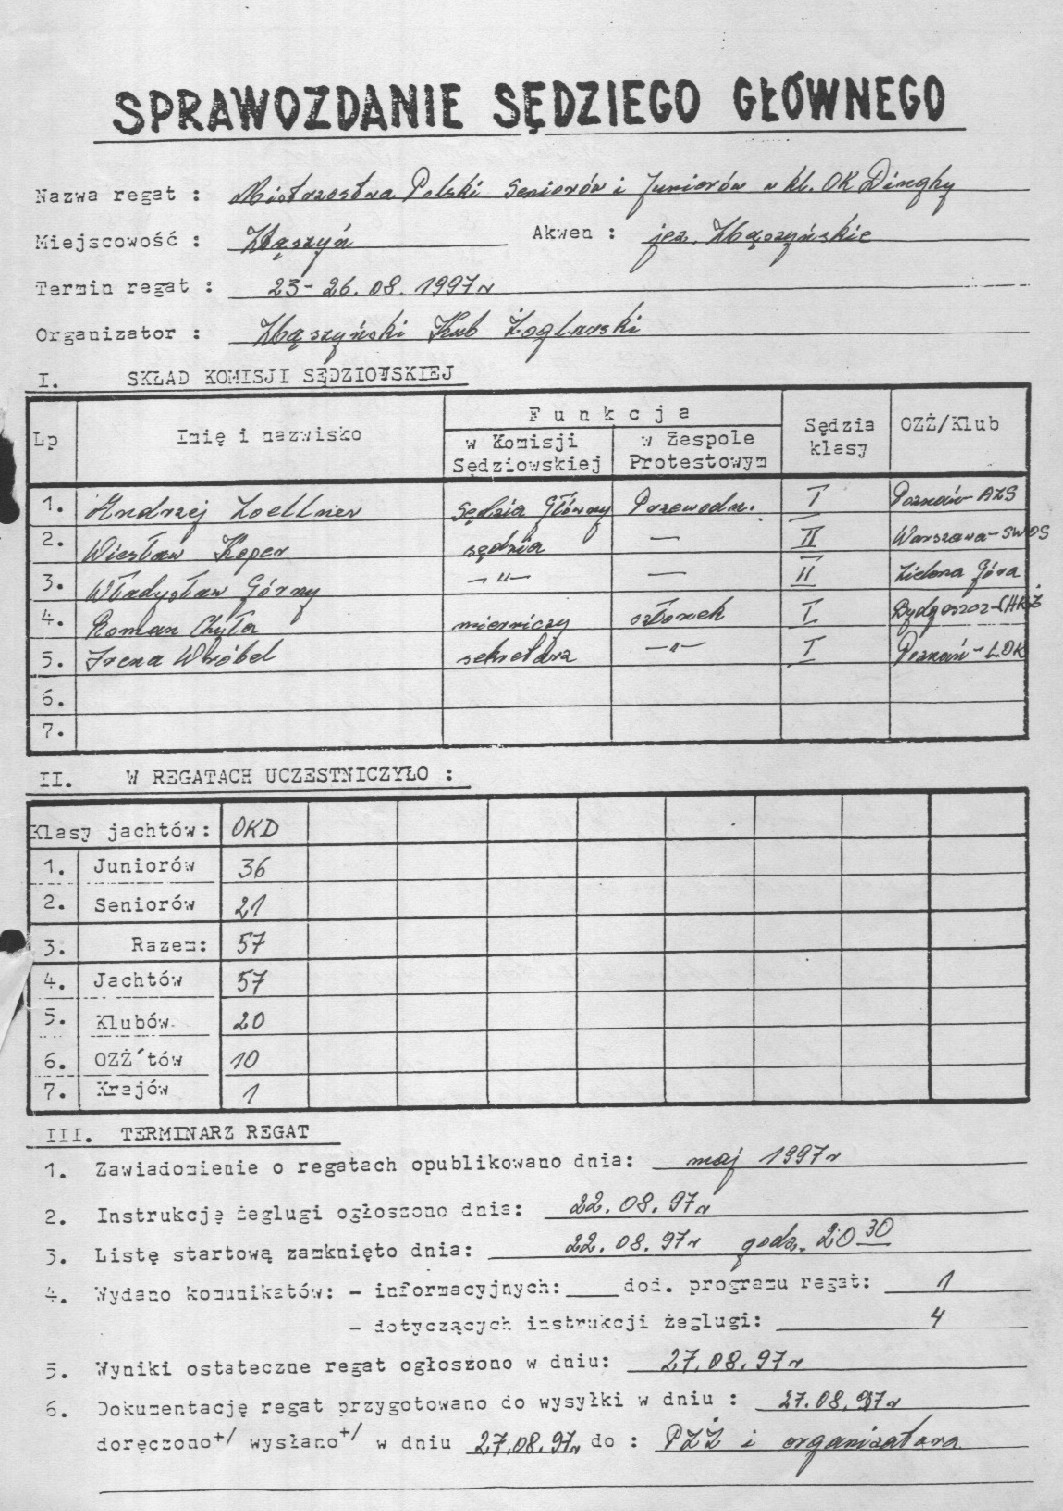 SPRAWOZDANIE SĘDZIEGO GŁÓWNEGO
Nazwa regat : Mistrzostwa Polski Seniorów i Juniorów w kl. OK Dinghy
Miejscowość : Zbąszyń Akwen : jez. Zbąszyńskie
Termin regat : 23-26.08.1997r
Organizator : Zbąszyński Klub Żeglarski
I. SKŁAD KOMISJI SĘDZIOWSKIEJ
Lp Imię i nazwisko Funkcja Sędzia klasy OZŻ/Klub
w Komisji Sędziowskiej w Zespole Protestowym
1. Andrzej Zoellner Sędzia Główny Przewodn. I Poznań AZS
2. Wiesław Koper sędzia — II Warszawa - SWOS
3. Władysław Górny —"— — II Zielona Góra
4. Roman Chyła mierniczy członek I Bydgoszcz-CHKŻ
5. Irena Wróbel sekretarz —"— I Poznań - LOK
6.
7.
II. W REGATACH UCZESTNICZYŁO :
Klasy jachtów: OKD
1. Juniorów 36
2. Seniorów 21
3. Razem: 57
4. Jachtów 57
5. Klubów 20
6. OZŻ'tów 10
7. Krajów 1
III. TERMINARZ REGAT
1. Zawiadomienie o regatach opublikowano dnia: maj 1997r
2. Instrukcję żeglugi ogłoszono dnia: 22.08.97r
3. Listę startową zamknięto dnia: 22.08.97r godz. 20 30
4. Wydano komunikatów: - informacyjnych: ____ dot. programu regat: 1
- dotyczących instrukcji żeglugi: 4
5. Wyniki ostateczne regat ogłoszono w dniu: 27.08.97r
6. Dokumentację regat przygotowano do wysyłki w dniu : 27.08.97r
doręczono+/ wysłano+/ w dniu 27.08.97r do : PZŻ i organizatora